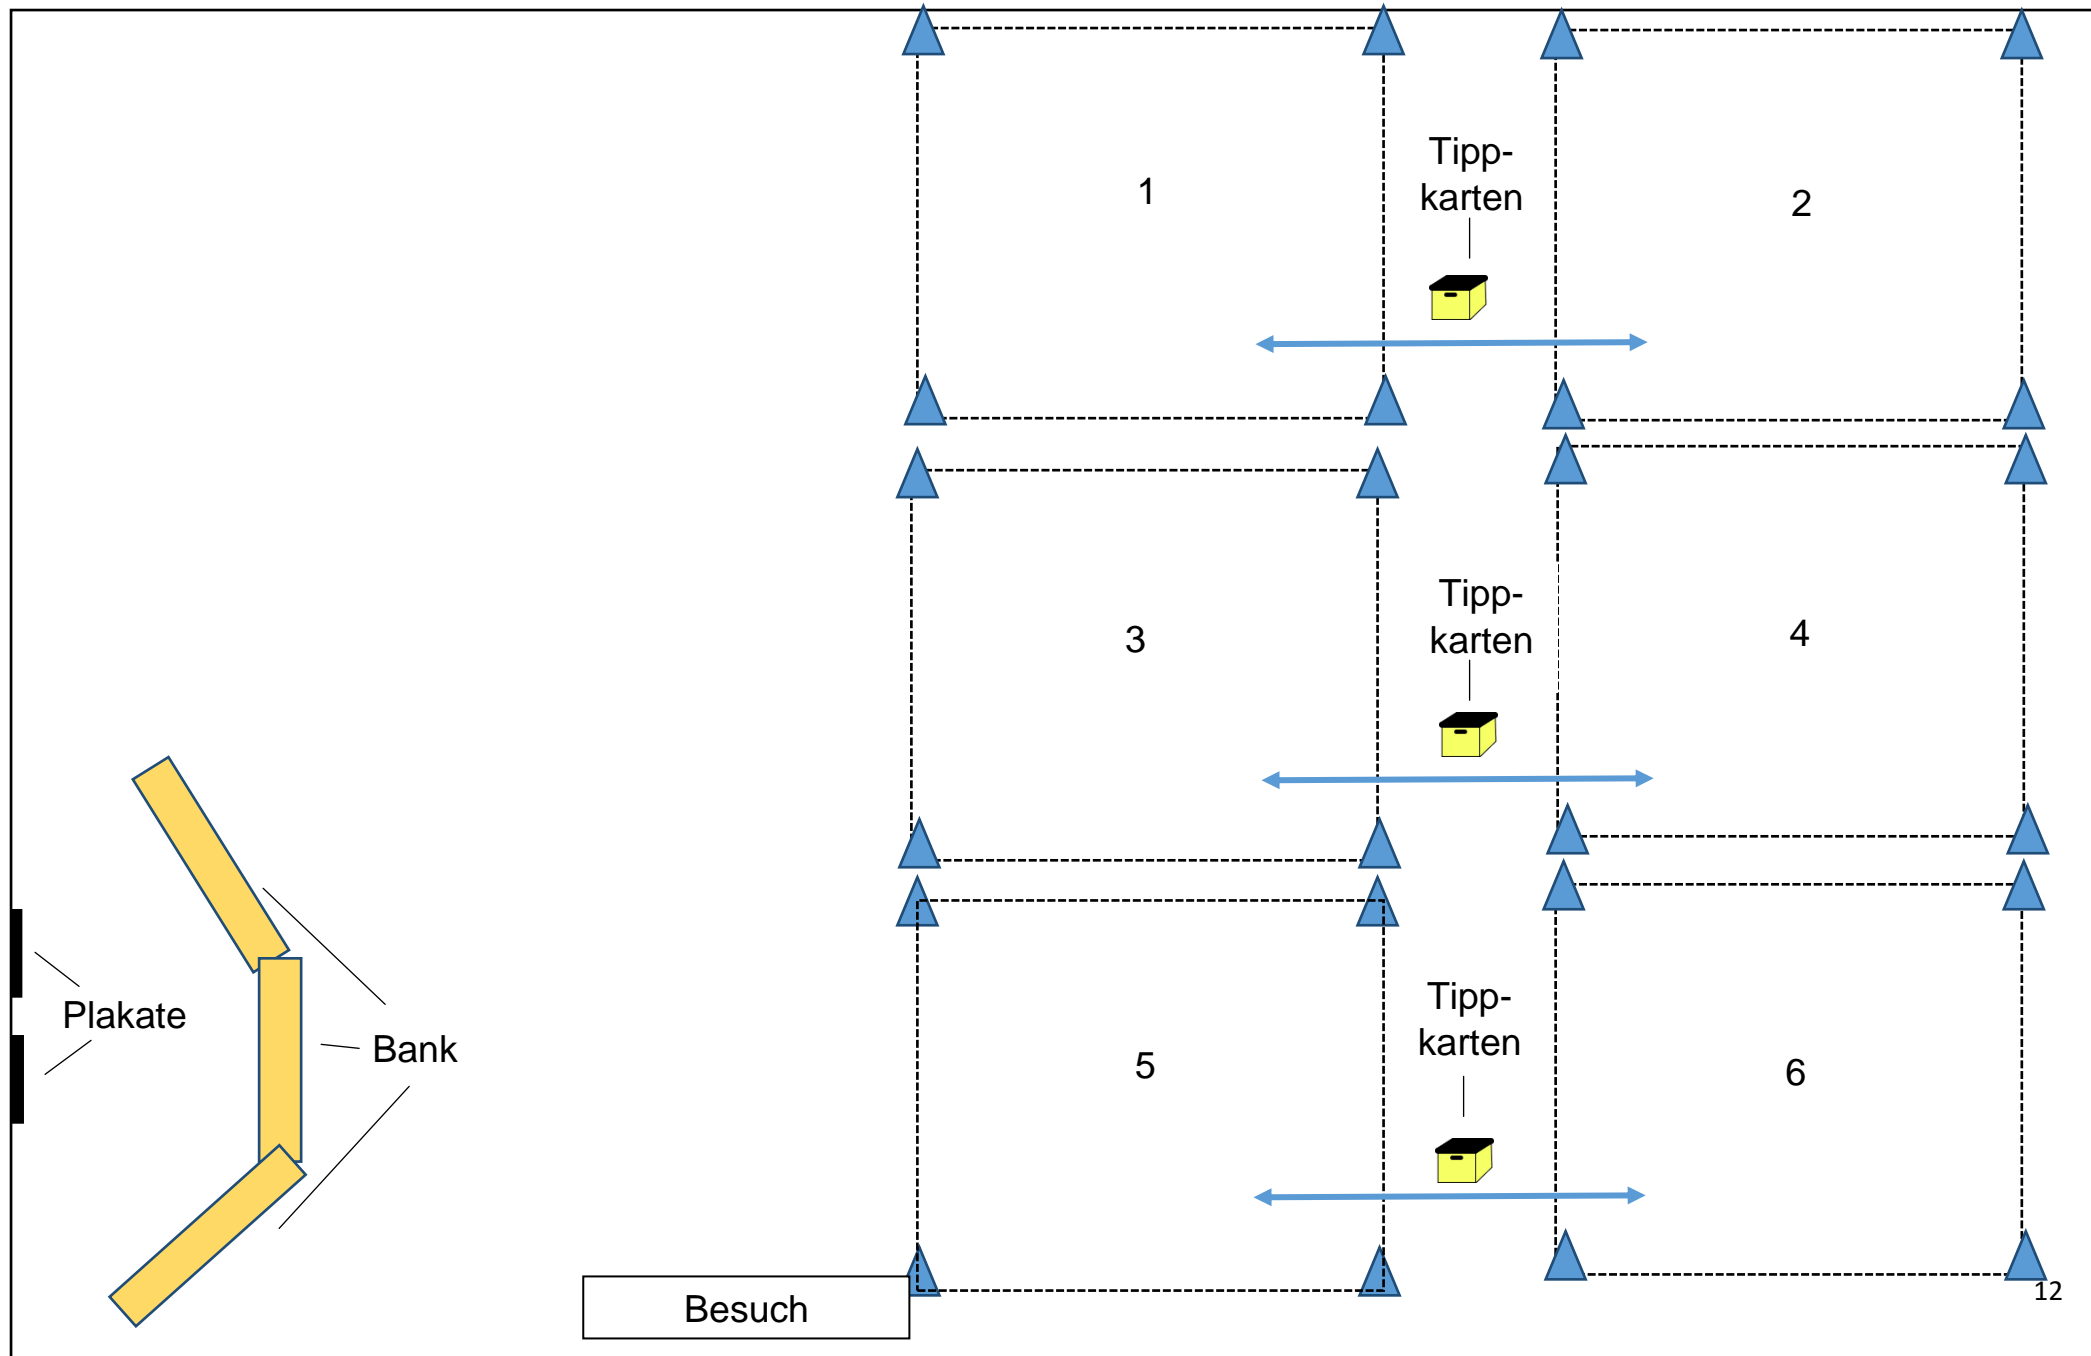 Tipp-
karten
1
2
Tipp-
karten
3
4
Tipp-
karten
Plakate
Bank
5
6
Besuch
12